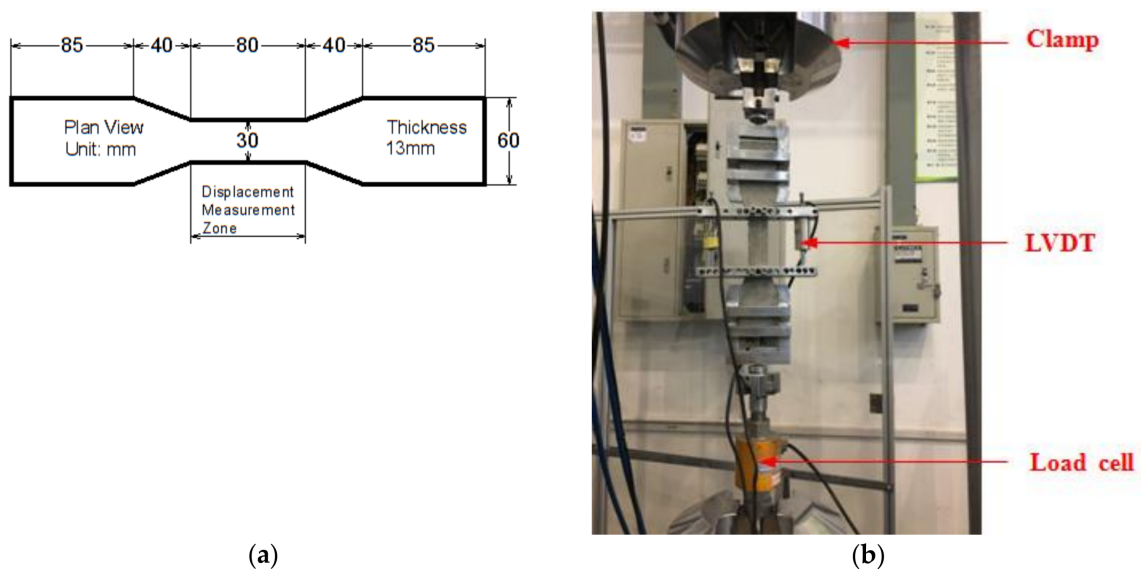 85 40 80 40 85
Plan View
Unit: mm
30
Thickness
13mm
60
Displacement
Measurement
Zone
(a)
Clamp
LVDT
Load cell
(b)